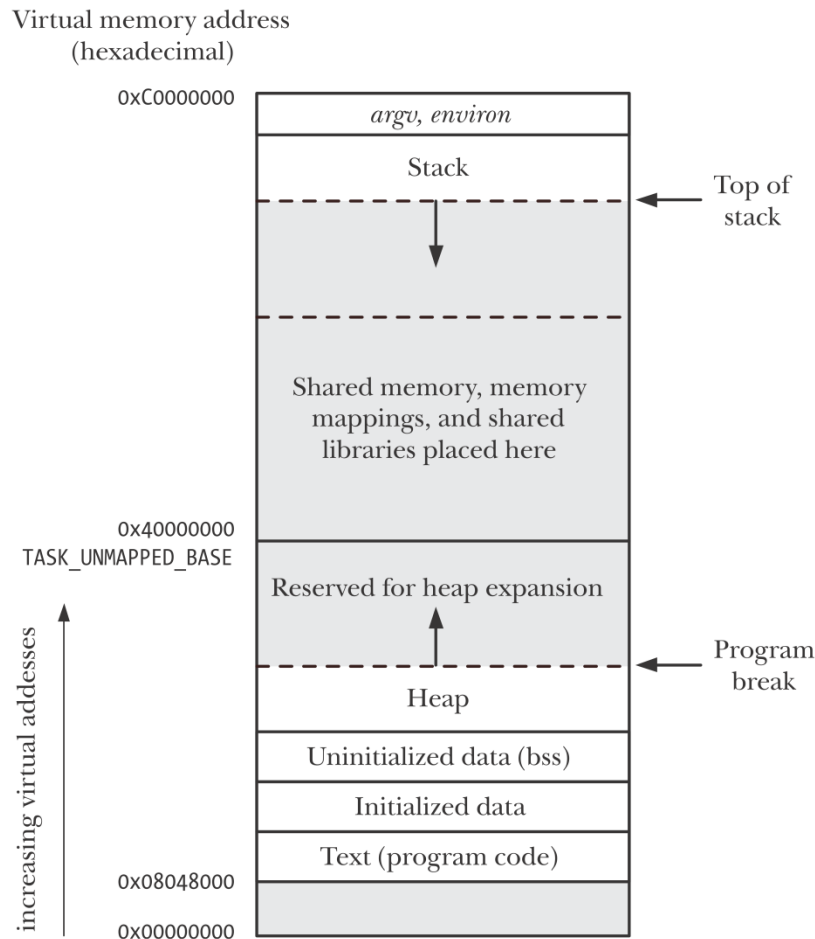 Virtual memory address
(hexadecimal)
0xC0000000
argv, environ
Stack
Top of
stack
Shared memory, memory
mappings, and shared
libraries placed here
0x40000000
TASK_UNMAPPED_BASE
Reserved for heap expansion
Program
break
Heap
Uninitialized data (bss)
Initialized data
Text (program code)
0x08048000
0x00000000
increasing virtual addesses